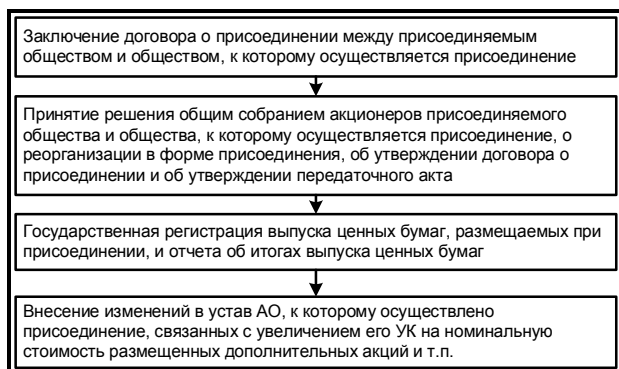 Заключение договора о присоединении между присоединяемым
обществом и обществом, к которому осуществляется присоединение
Принятие решения общим собранием акционеров присоединяемого
общества и общества, к которому осуществляется присоединение, о
реорганизации в форме присоединения, об утверждении договора о
присоединении и об утверждении передаточного акта
Государственная регистрация выпуска ценных бумаг, размещаемых при
присоединении, и отчета об итогах выпуска ценных бумаг
Внесение изменений в устав АО, к которому осуществлено
присоединение, связанных с увеличением его УК на номинальную
стоимость размещенных дополнительных акций и т.п.